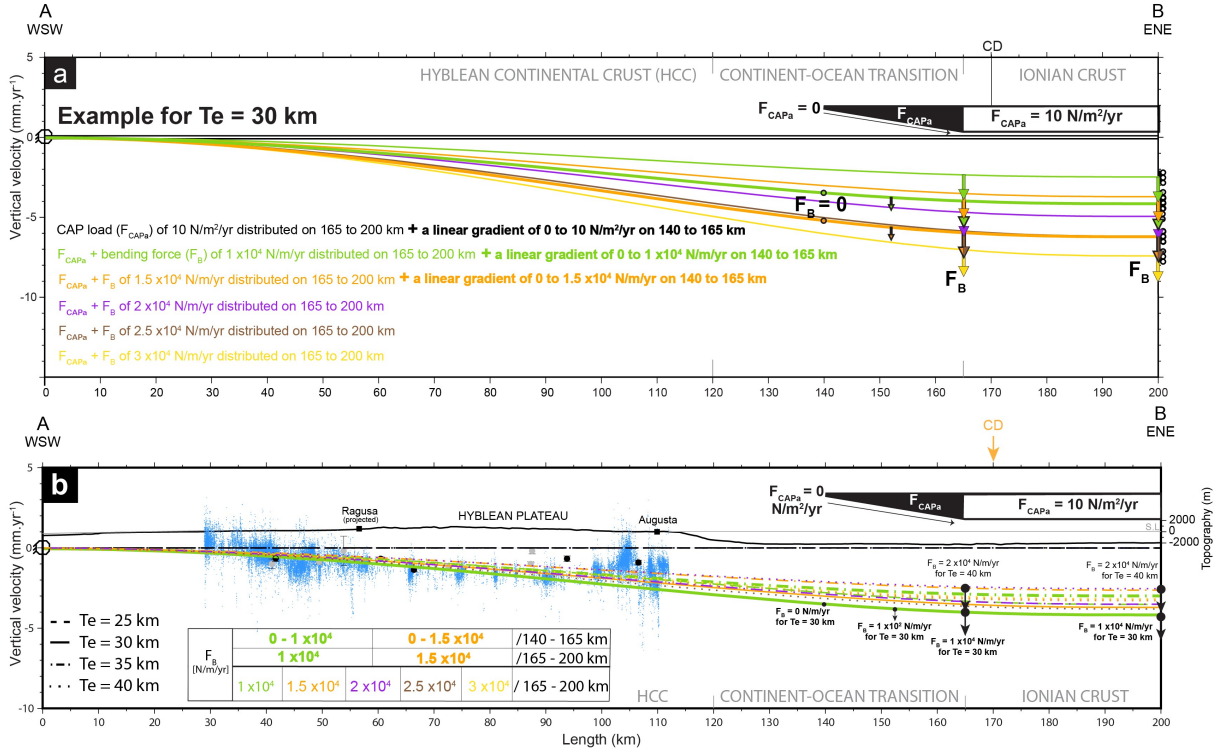 A
WSW
B
ENE
CD
a
HYBLEAN CONTINENTAL CRUST (HCC)
CONTINENT-OCEAN TRANSITION
IONIAN CRUST
Example for Te = 30 km
F_CAPa = 0
F_CAPa
F_CAPa = 10 N/m²/yr
Vertical velocity (mm.yr⁻¹)
5
0
-5
-10
F_B = 0
F_B
F_B
CAP load (F_CAPa) of 10 N/m²/yr distributed on 165 to 200 km + a linear gradient of 0 to 10 N/m²/yr on 140 to 165 km
F_CAPa + bending force (F_B) of 1 x10⁴ N/m/yr distributed on 165 to 200 km + a linear gradient of 0 to 1x10⁴ N/m/yr on 140 to 165 km
F_CAPa + F_B of 1.5 x10⁴ N/m/yr distributed on 165 to 200 km + a linear gradient of 0 to 1.5x10⁴ N/m/yr on 140 to 165 km
F_CAPa + F_B of 2 x10⁴ N/m/yr distributed on 165 to 200 km
F_CAPa + F_B of 2.5 x10⁴ N/m/yr distributed on 165 to 200 km
F_CAPa + F_B of 3 x10⁴ N/m/yr distributed on 165 to 200 km
0 10 20 30 40 50 60 70 80 90 100 110 120 130 140 150 160 170 180 190 200
A
WSW
CD
B
ENE
b
5
0
-5
-10
Vertical velocity (mm.yr⁻¹)
Ragusa
(projected)
HYBLEAN PLATEAU
Augusta
F_CAPa = 0
N/m²/yr
F_CAPa
F_CAPa = 10 N/m²/yr
S.L.
2000
0
-2000
Topography (m)
F_B = 2 x10⁴ N/m/yr
for Te = 40 km
F_B = 2 x10⁴ N/m/yr
for Te = 40 km
F_B = 0 N/m/yr
for Te = 30 km
F_B = 1 x10² N/m/yr
for Te = 30 km
F_B = 1 x10⁴ N/m/yr
for Te = 30 km
F_B = 1 x10⁴ N/m/yr
for Te = 30 km
Te = 25 km
Te = 30 km
Te = 35 km
Te = 40 km
F_B
[N/m/yr]
0 - 1 x10⁴ 0 - 1.5 x10⁴ /140 - 165 km
1 x10⁴ 1.5 x10⁴ /165 - 200 km
1 x10⁴ 1.5 x10⁴ 2 x10⁴ 2.5 x10⁴ 3 x10⁴ / 165 - 200 km
HCC
CONTINENT-OCEAN TRANSITION
IONIAN CRUST
0 10 20 30 40 50 60 70 80 90 100 110 120 130 140 150 160 170 180 190 200
Length (km)